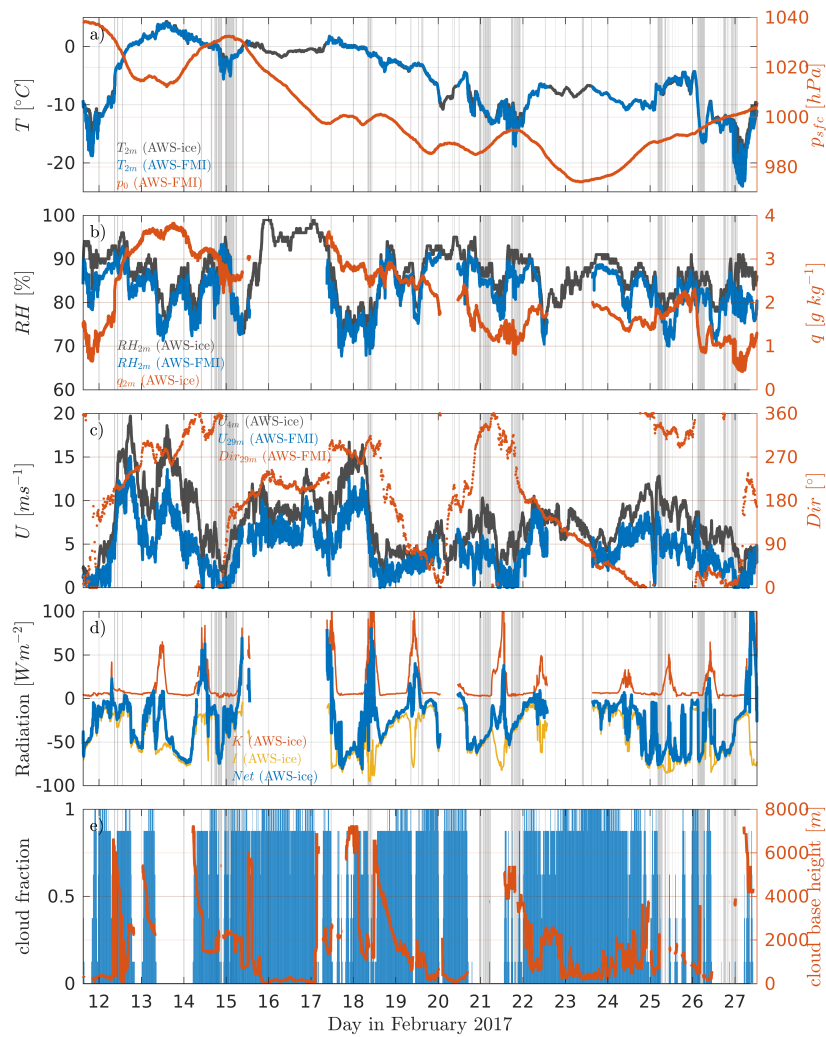 a)
0
-10
-20
T [°C]
T2m (AWS-ice)
T2m (AWS-FMI)
p0 (AWS-FMI)
1040
1020
1000
980
psfc [hPa]
b)
100
90
80
70
60
RH [%]
RH2m (AWS-ice)
RH2m (AWS-FMI)
q2m (AWS-ice)
4
3
2
1
0
q [g kg−1]
c)
20
15
10
5
0
U [ms−1]
U4m (AWS-ice)
U29m (AWS-FMI)
Dir29m (AWS-FMI)
360
270
180
90
0
Dir [°]
d)
100
50
0
-50
-100
Radiation [Wm−2]
K (AWS-ice)
I (AWS-ice)
Net (AWS-ice)
e)
1
0.5
0
cloud fraction
8000
6000
4000
2000
0
cloud base height [m]
12 13 14 15 16 17 18 19 20 21 22 23 24 25 26 27
Day in February 2017